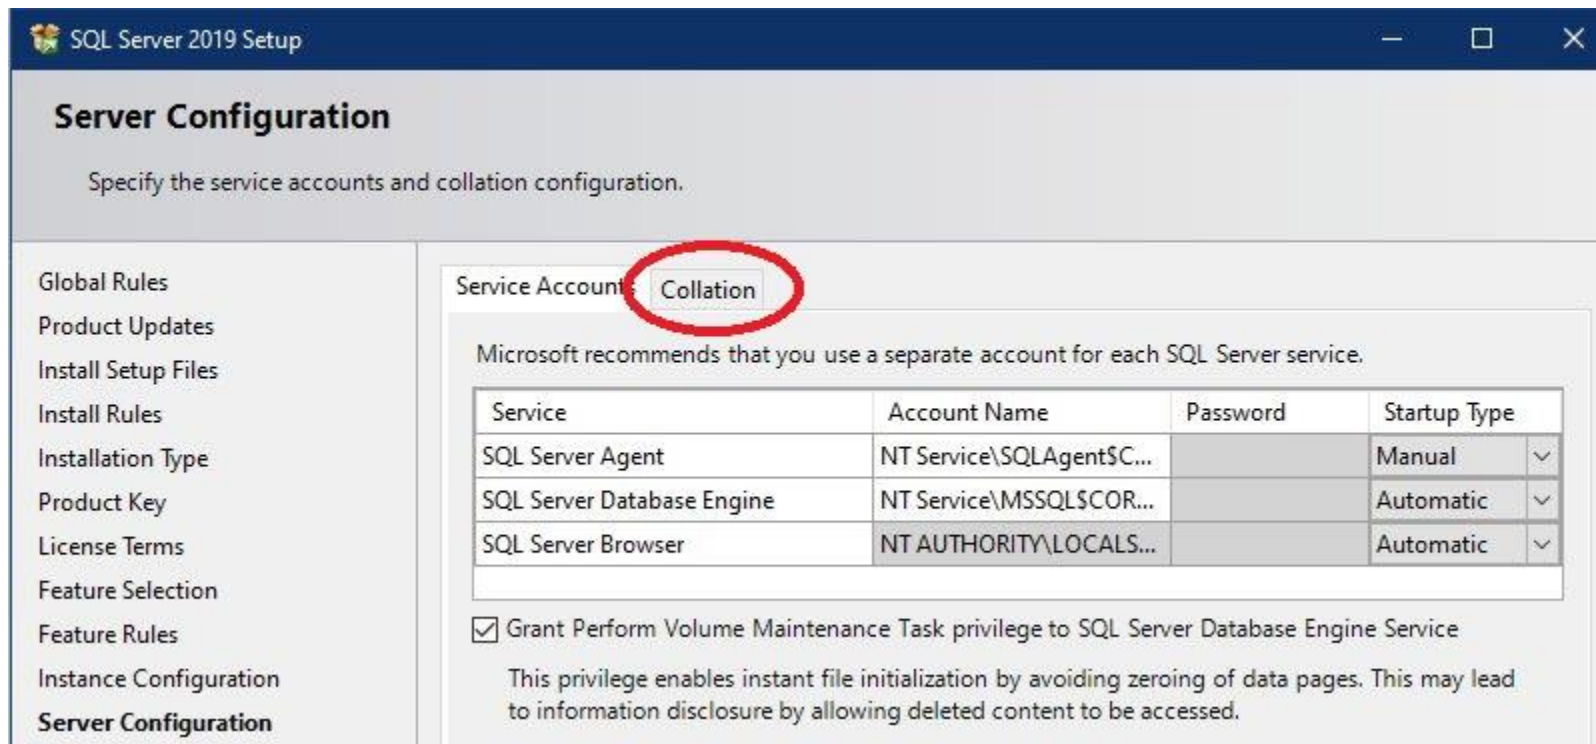 SQL Server 2019 Setup
Server Configuration
Specify the service accounts and collation configuration.
Global Rules
Product Updates
Install Setup Files
Install Rules
Installation Type
Product Key
License Terms
Feature Selection
Feature Rules
Instance Configuration
Server Configuration
Service Accounts Collation
Microsoft recommends that you use a separate account for each SQL Server service.
Service Account Name Password Startup Type
SQL Server Agent NT Service\SQLAgent$C... Manual
SQL Server Database Engine NT Service\MSSQL$COR... Automatic
SQL Server Browser NT AUTHORITY\LOCALS... Automatic
Grant Perform Volume Maintenance Task privilege to SQL Server Database Engine Service
This privilege enables instant file initialization by avoiding zeroing of data pages. This may lead
to information disclosure by allowing deleted content to be accessed.